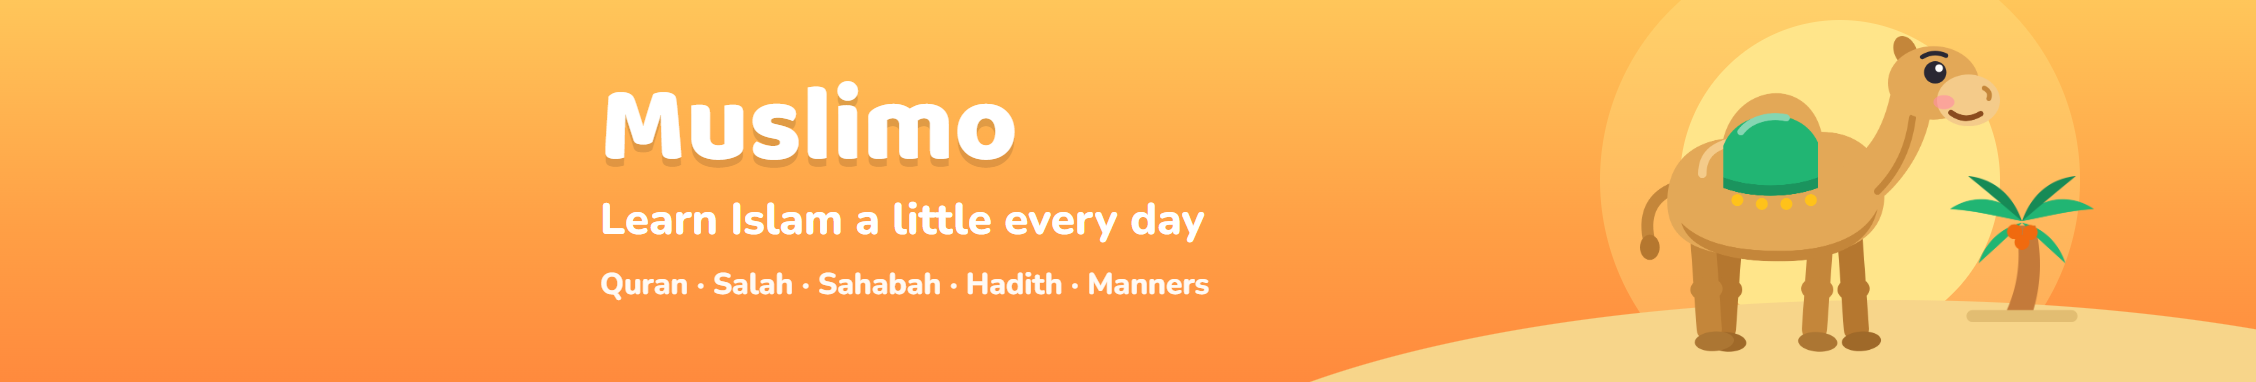 Muslimo
Learn Islam a little every day
Quran · Salah · Sahabah · Hadith · Manners